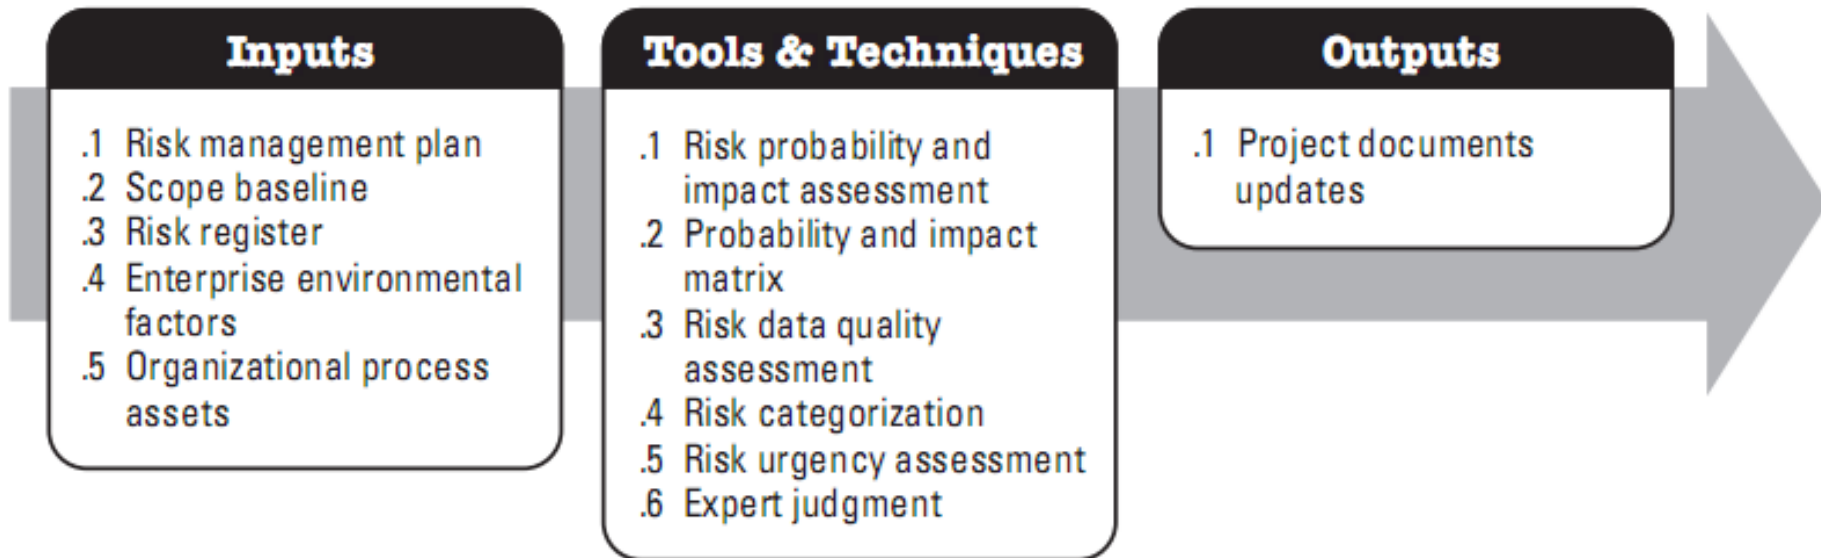 Inputs
.1 Risk management plan
.2 Scope baseline
.3 Risk register
.4 Enterprise environmental
factors
.5 Organizational process
assets
Tools & Techniques
.1 Risk probability and
impact assessment
.2 Probability and impact
matrix
.3 Risk data quality
assessment
.4 Risk categorization
.5 Risk urgency assessment
.6 Expert judgment
Outputs
.1 Project documents
updates